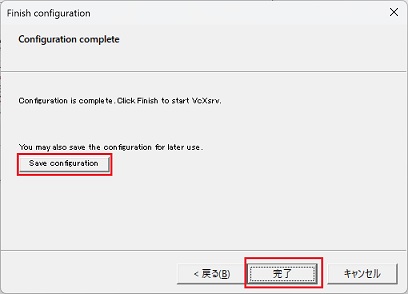 Finish configuration
Configuration complete
Configuration is complete. Click Finish to start VcXsrv.
You may also save the configuration for later use.
Save configuration
< 戻る(B) 完了 キャンセル